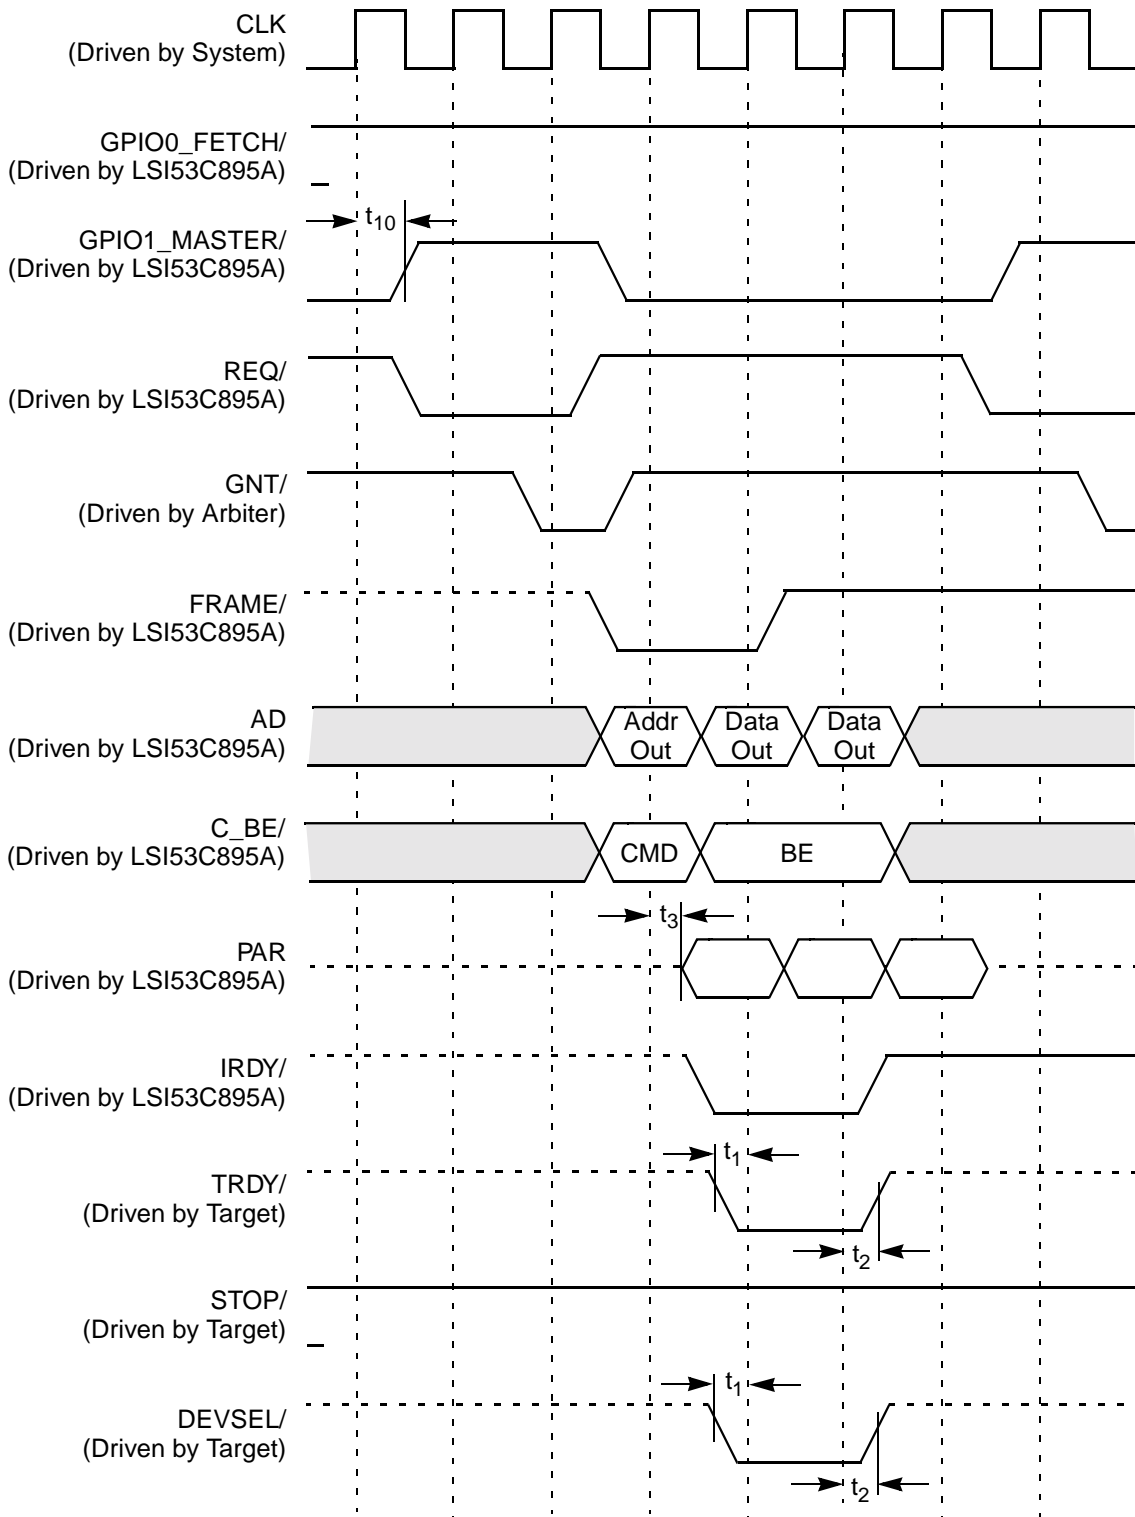 CLK
(Driven by System)
GPIO0_FETCH/
(Driven by LSI53C895A)
t10
GPIO1_MASTER/
(Driven by LSI53C895A)
REQ/
(Driven by LSI53C895A)
GNT/
(Driven by Arbiter)
FRAME/
(Driven by LSI53C895A)
AD
(Driven by LSI53C895A)
Addr
Out
Data
Out
Data
Out
C_BE/
(Driven by LSI53C895A)
CMD
BE
t3
PAR
(Driven by LSI53C895A)
IRDY/
(Driven by LSI53C895A)
t1
TRDY/
(Driven by Target)
t2
STOP/
(Driven by Target)
t1
DEVSEL/
(Driven by Target)
t2